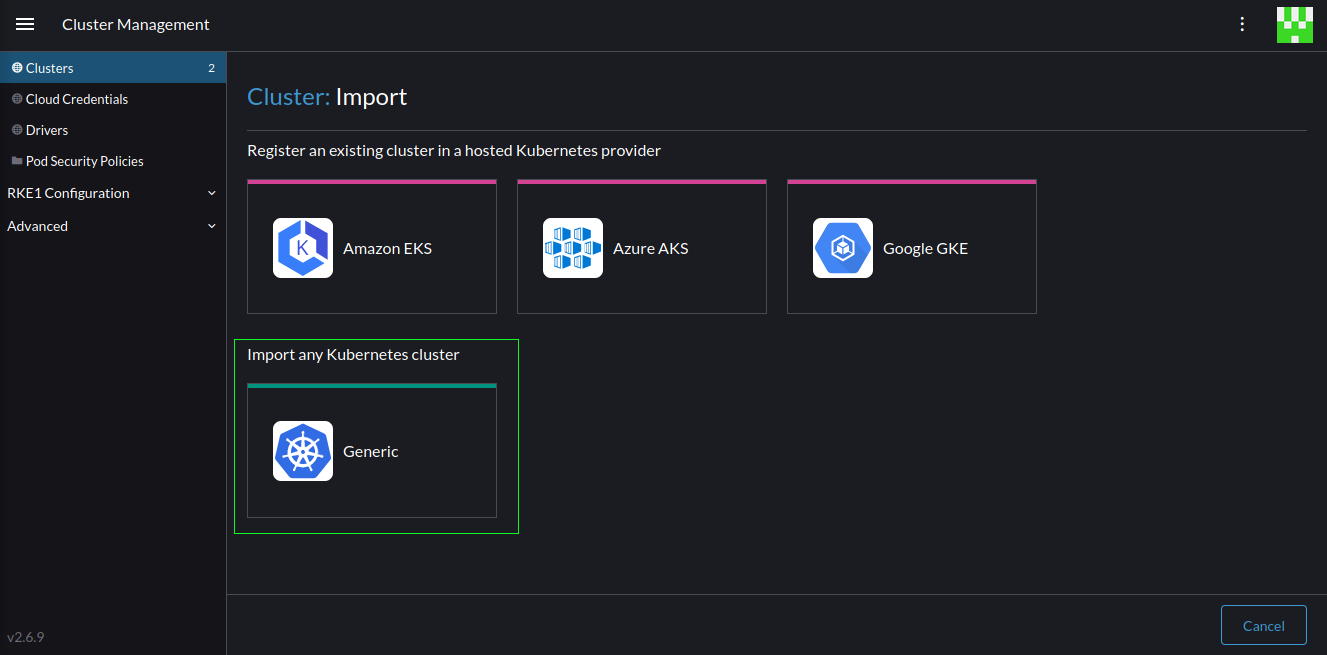 Cluster Management
Clusters 2
Cloud Credentials
Drivers
Pod Security Policies
RKE1 Configuration
Advanced
v2.6.9
Cluster: Import
Register an existing cluster in a hosted Kubernetes provider
K Amazon EKS
Azure AKS
Google GKE
Import any Kubernetes cluster
Generic
Cancel